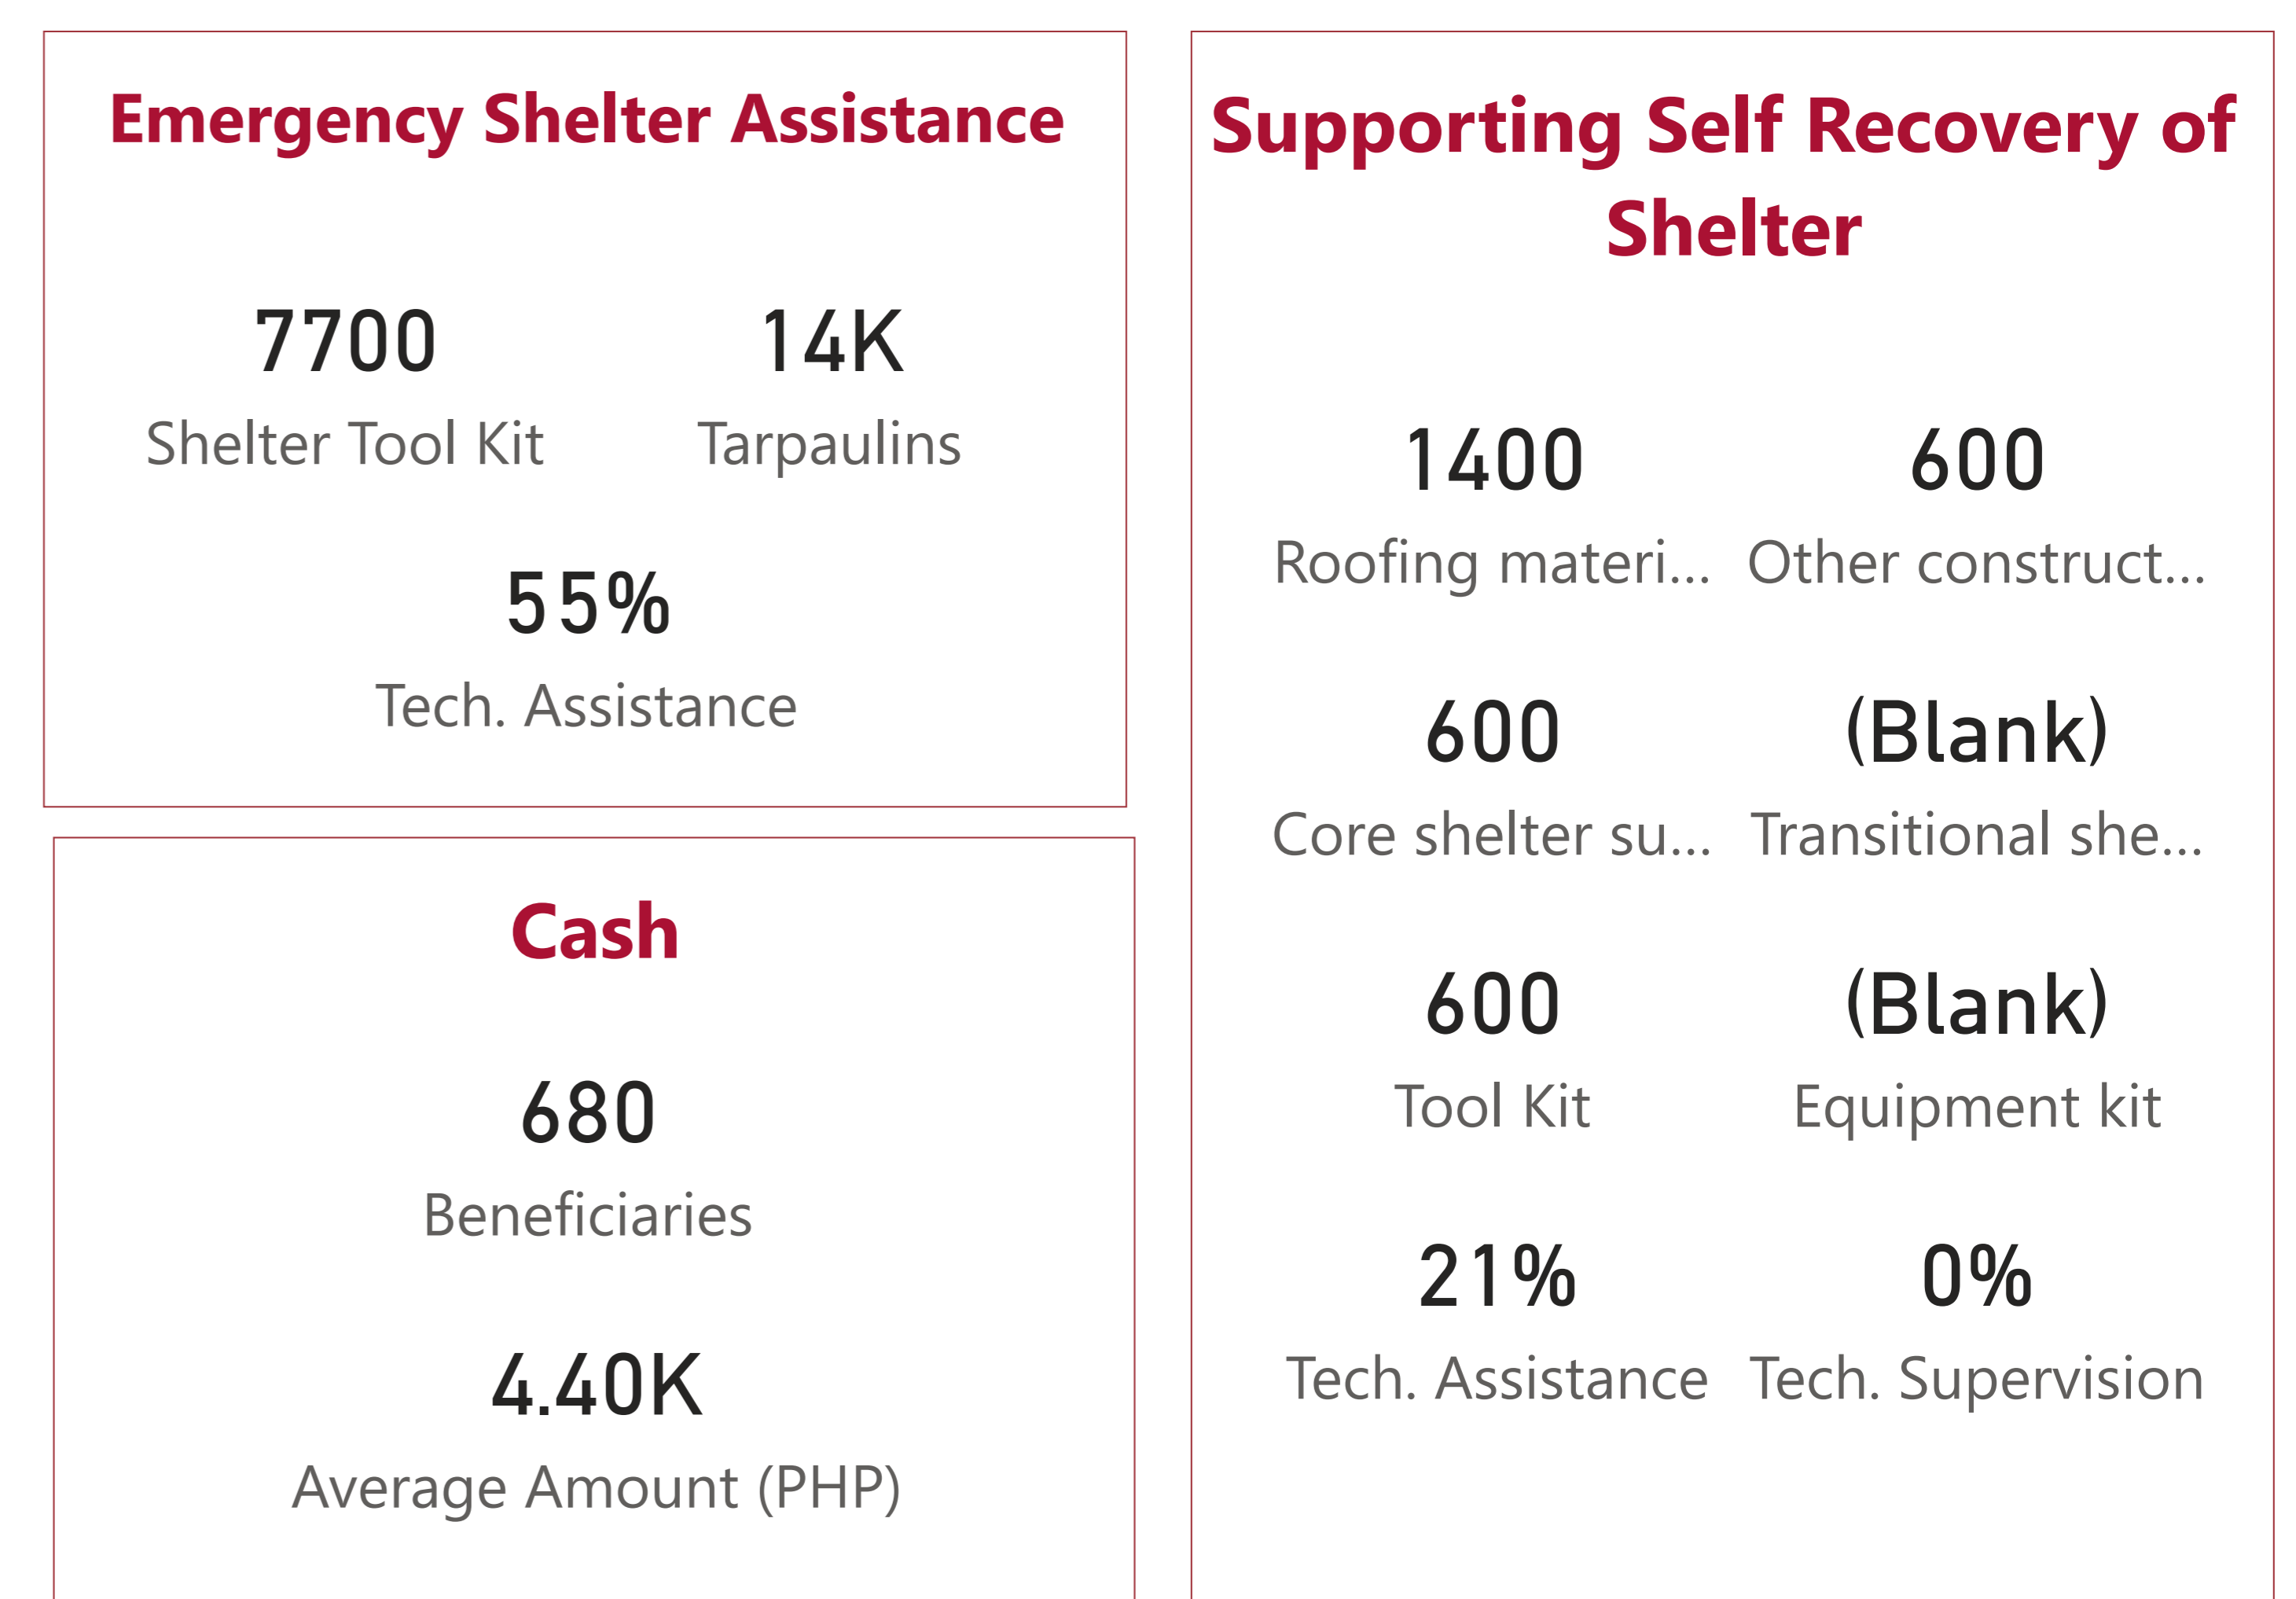 Emergency Shelter Assistance
7700
14K
Shelter Tool Kit
Tarpaulins
55%
Tech. Assistance
Cash
680
Beneficiaries
4.40K
Average Amount (PHP)
Supporting Self Recovery of
Shelter
1400
600
Roofing materi...
Other construct...
600
(Blank)
Core shelter su...
Transitional she...
600
(Blank)
Tool Kit
Equipment kit
21%
0%
Tech. Assistance
Tech. Supervision